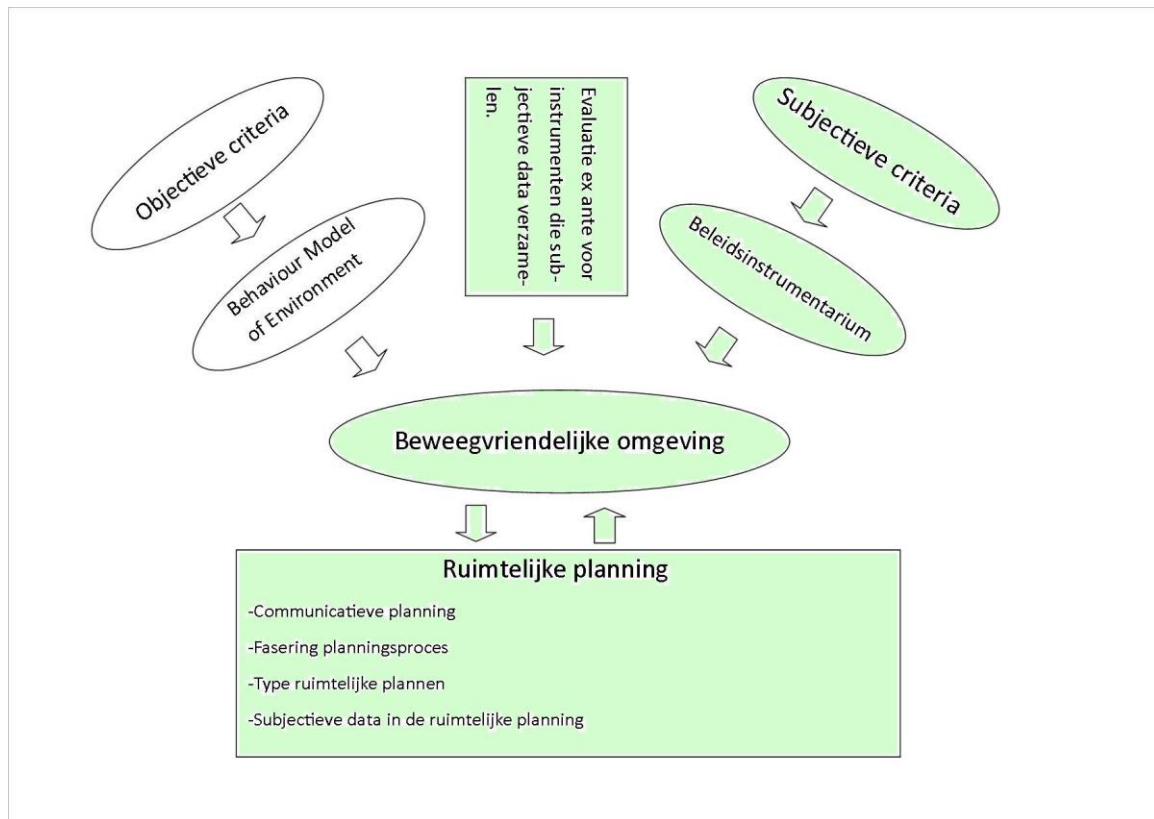 Objectieve criteria
Behaviour Model
of Environment
Evaluatie ex ante voor
instrumenten die sub-
jectieve data verzame-
len.
Subjectieve criteria
Beleidsinstrumentarium
Beweegvriendelijke omgeving
Ruimtelijke planning
-Communicatieve planning
-Fasering planningsproces
-Type ruimtelijke plannen
-Subjectieve data in de ruimtelijke planning